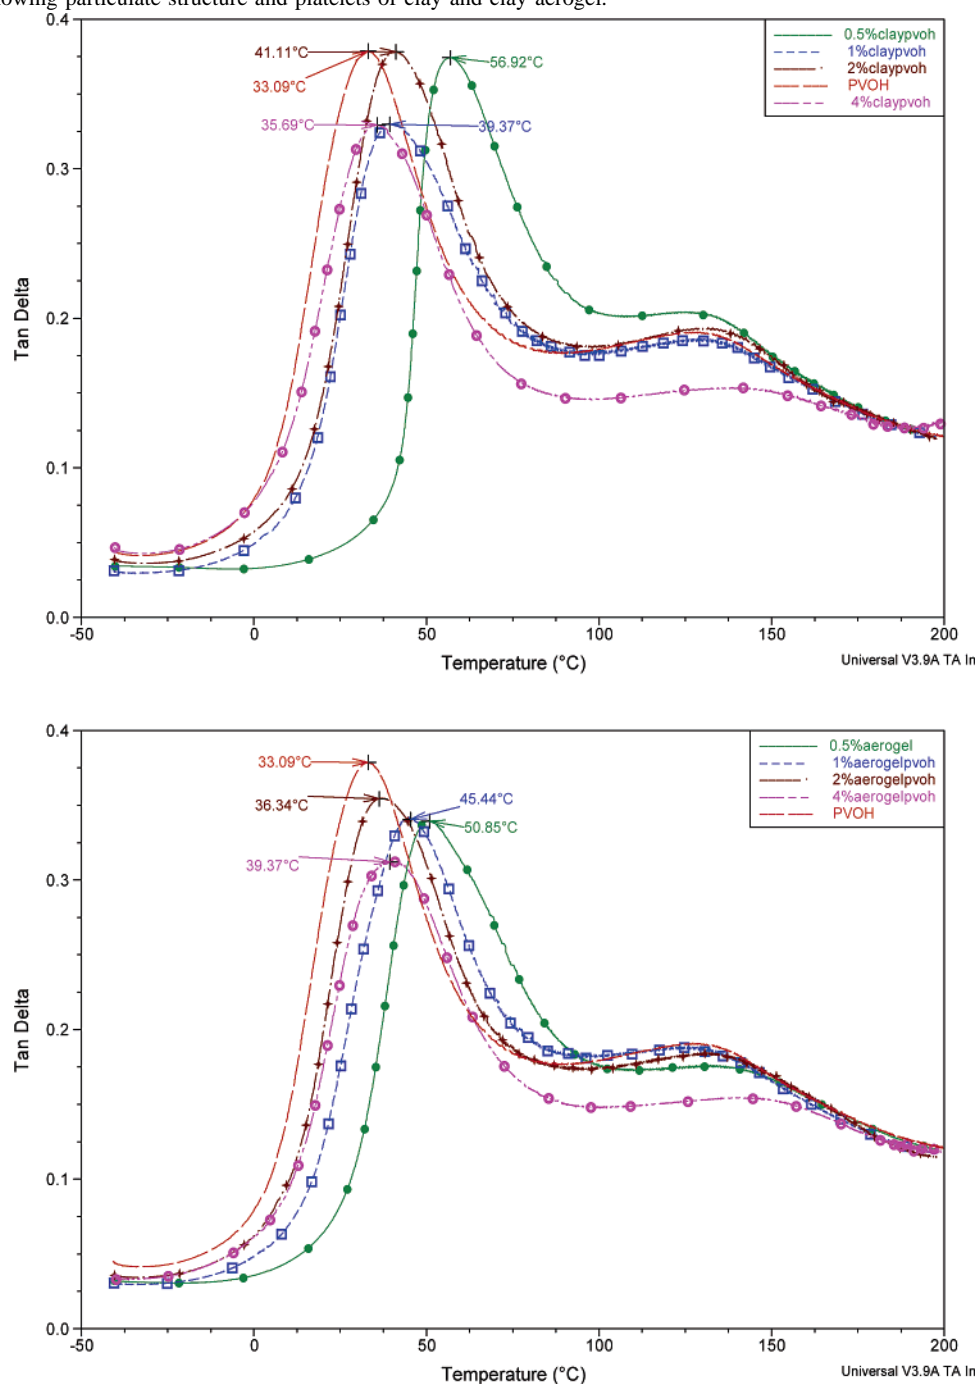 owing particulate structure and platelets of clay and clay aerogel.
0.4
0.3
0.2
0.1
0.0
Tan Delta
41.11°C
33.09°C
35.69°C
56.92°C
39.37°C
0.5%claypvoh
1%claypvoh
2%claypvoh
PVOH
4%claypvoh
-50 0 50 100 150 200
Temperature (°C)
Universal V3.9A TA In
0.4
0.3
0.2
0.1
0.0
Tan Delta
33.09°C
36.34°C
39.37°C
45.44°C
50.85°C
0.5%aerogel
1%aerogelpvoh
2%aerogelpvoh
4%aerogelpvoh
PVOH
-50 0 50 100 150 200
Temperature (°C)
Universal V3.9A TA In